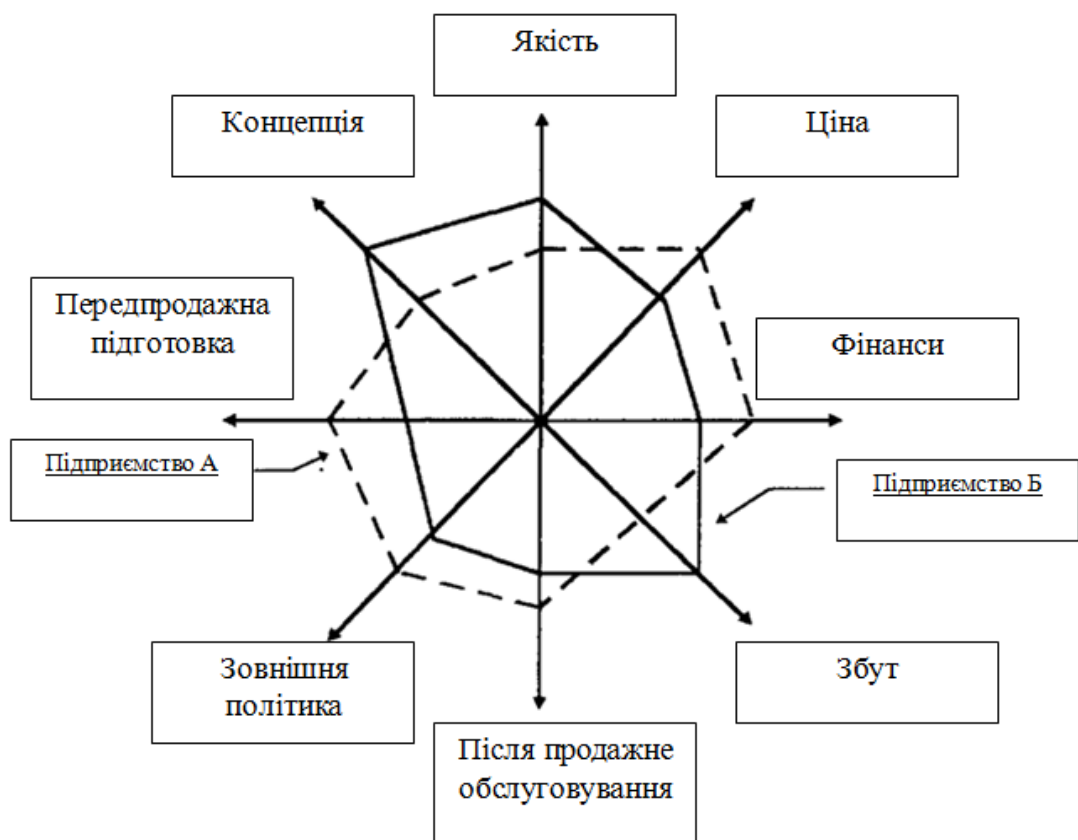 Якість
Концепція
Ціна
Передпродажна
підготовка
Фінанси
Підприємство А
Підприємство Б
Зовнішня
політика
Збут
Після продажне
обслуговування